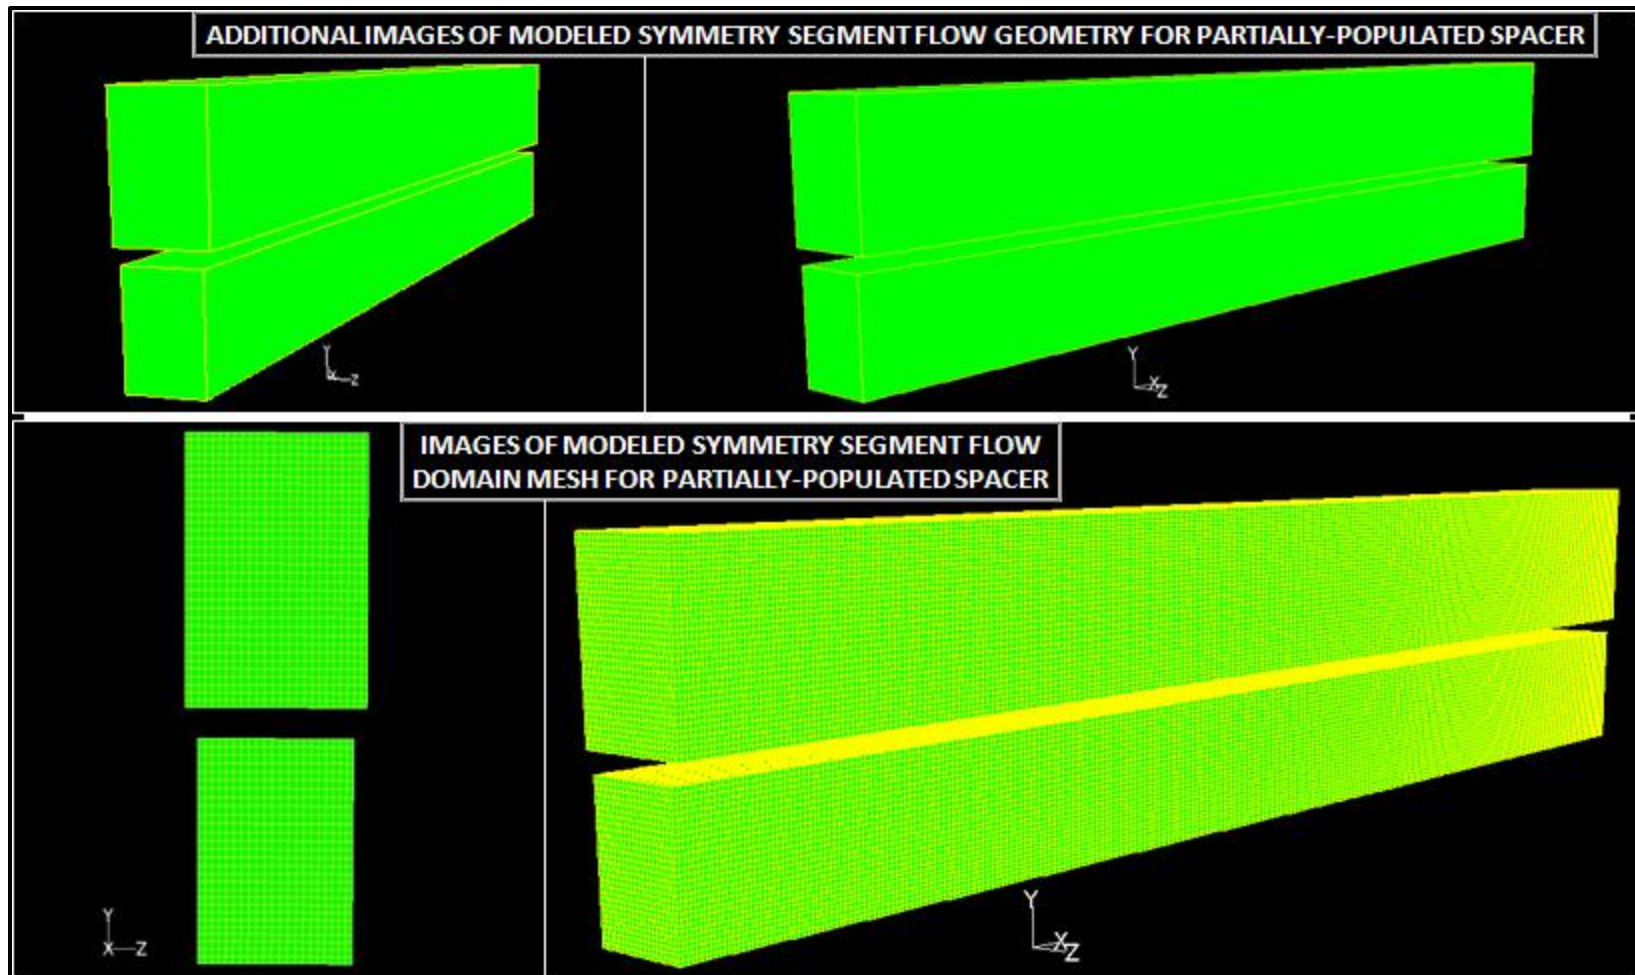 ADDITIONAL IMAGES OF MODELED SYMMETRY SEGMENT FLOW GEOMETRY FOR PARTIALLY-POPULATED SPACER
Y
X
Z
Y
X
Z
IMAGES OF MODELED SYMMETRY SEGMENT FLOW
DOMAIN MESH FOR PARTIALLY-POPULATED SPACER
Y
X Z
Y
X
Z